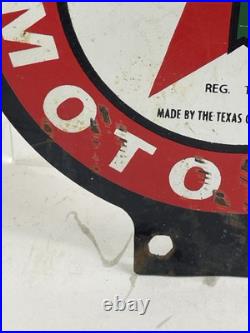 REG. T
MADE BY THE TEXAS C
MOTO